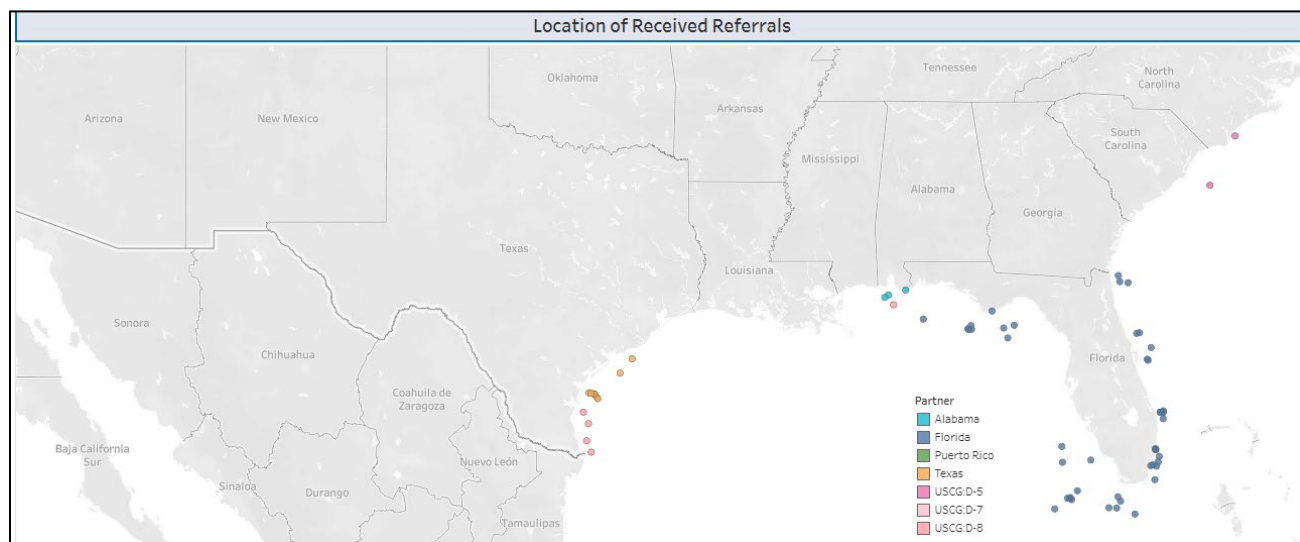 Location of Received Referrals
Oklahoma
Tennessee
North
Carolina
Arizona
New Mexico
Arkansas
South
Carolina
Mississippi
Alabama
Georgia
Texas
Louisiana
Sonora
Chihuahua
Florida
Coahuila de
Zaragoza
Baja California
Sur
Nuevo León
Sinaloa
Durango
Tamaulipas
Partner
Alabama
Florida
Puerto Rico
Texas
USCG:D-5
USCG:D-7
USCG:D-8